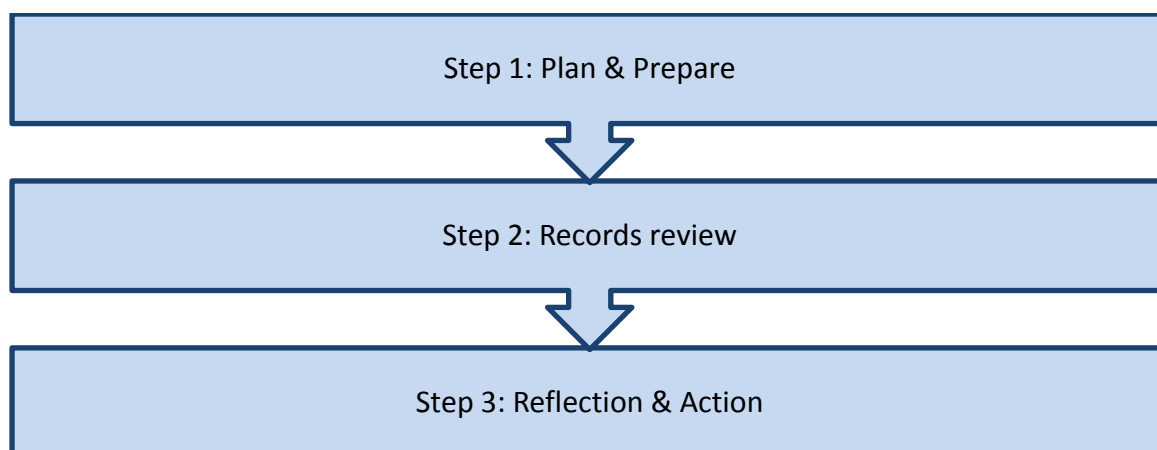 Step 1: Plan & Prepare
Step 2: Records review
Step 3: Reflection & Action